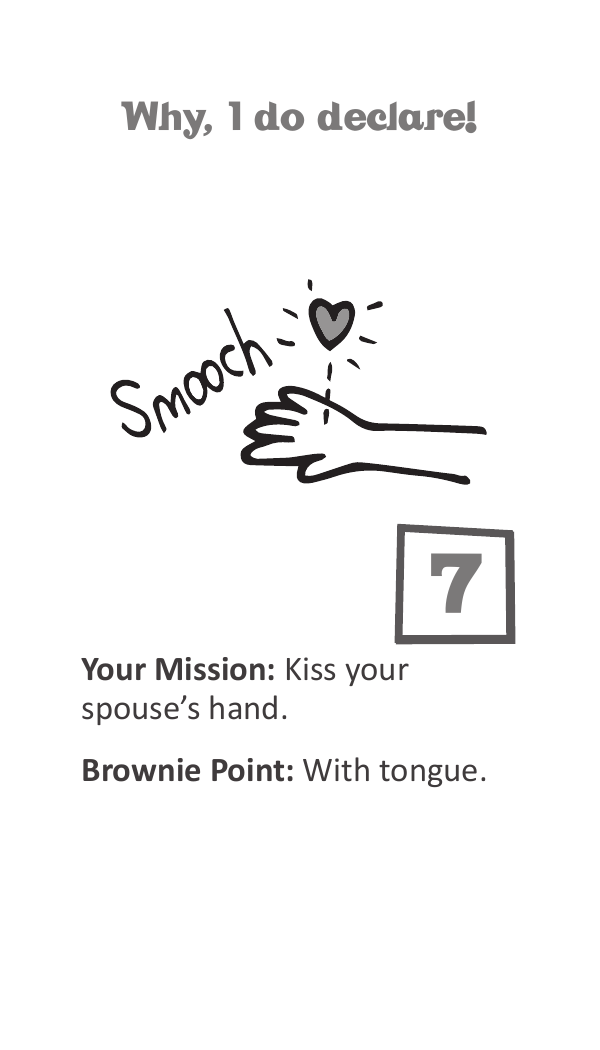 Why, I do declare!
Smooch
7
Your Mission: Kiss your
spouse’s hand.
Brownie Point: With tongue.